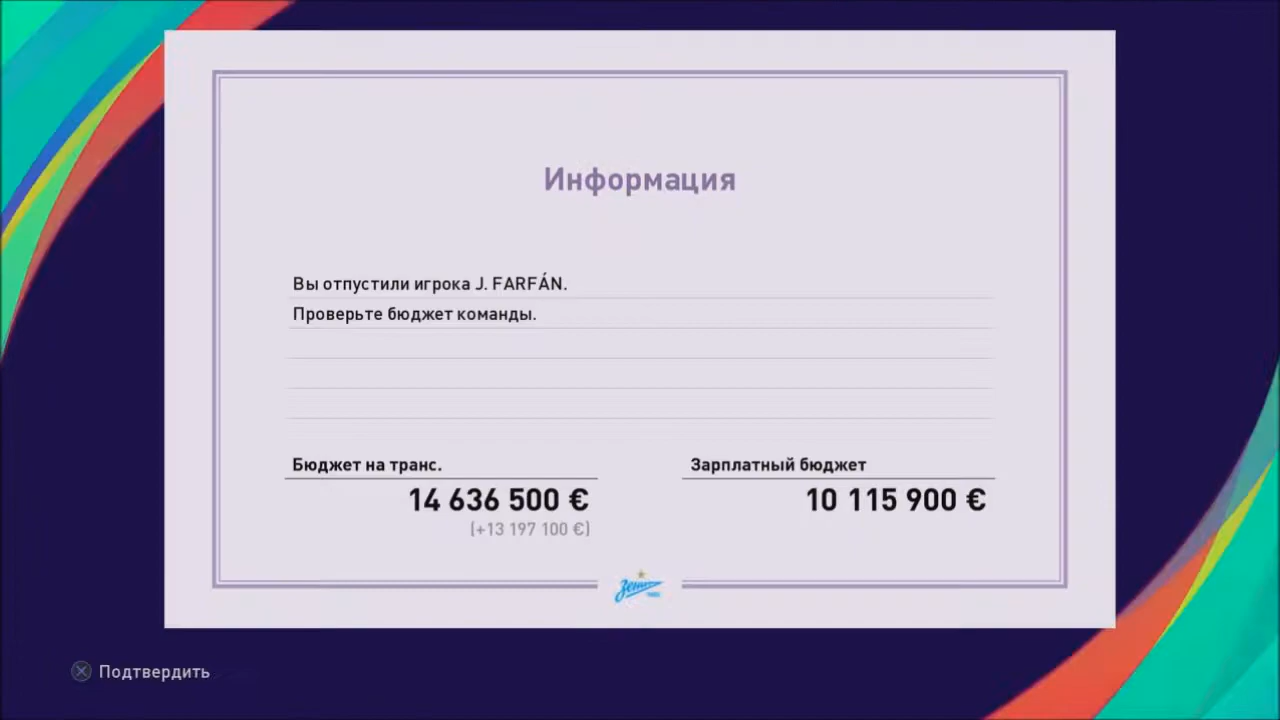 Информация
Вы отпустили игрока J. FARFÁN.
Проверьте бюджет команды.
Бюджет на транс.
14 636 500 €
(+13 197 100 €)
Зарплатный бюджет
10 115 900 €
Зенит
Подтвердить